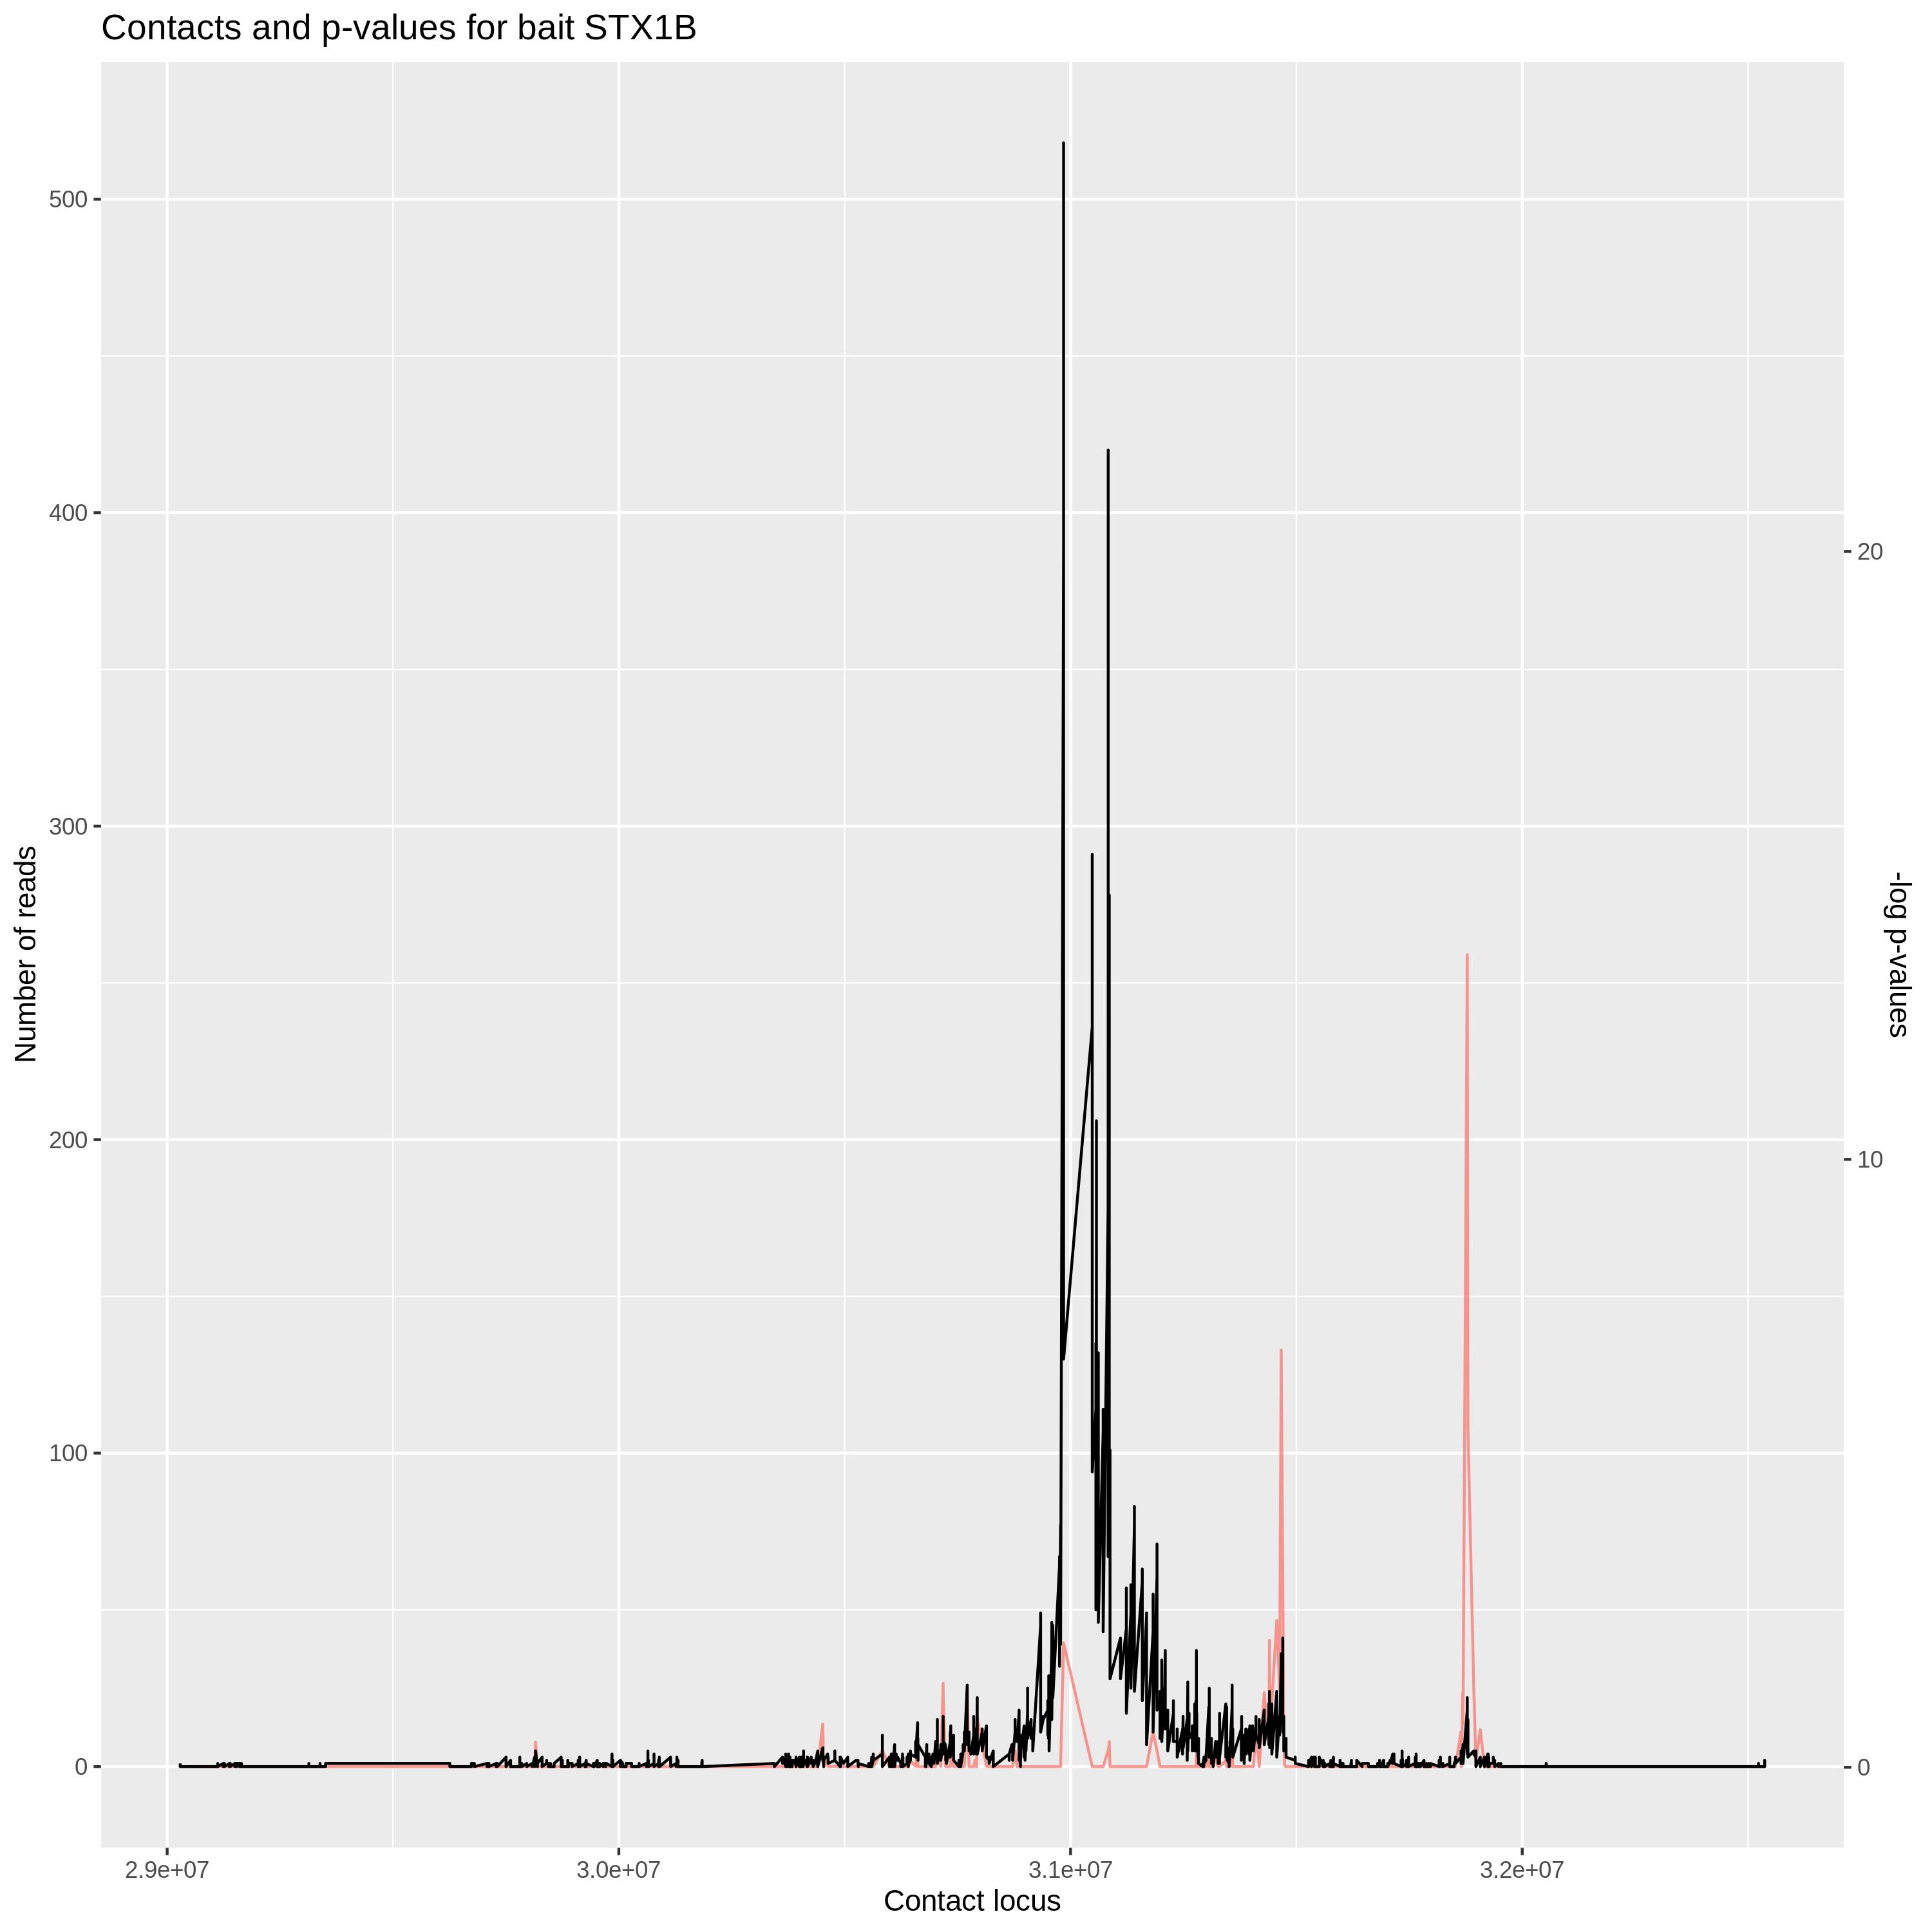 Contacts and p-values for bait STX1B
500
400
300
200
100
0
Number of reads
20
10
0
-log p-values
2.9e+07
3.0e+07
3.1e+07
3.2e+07
Contact locus